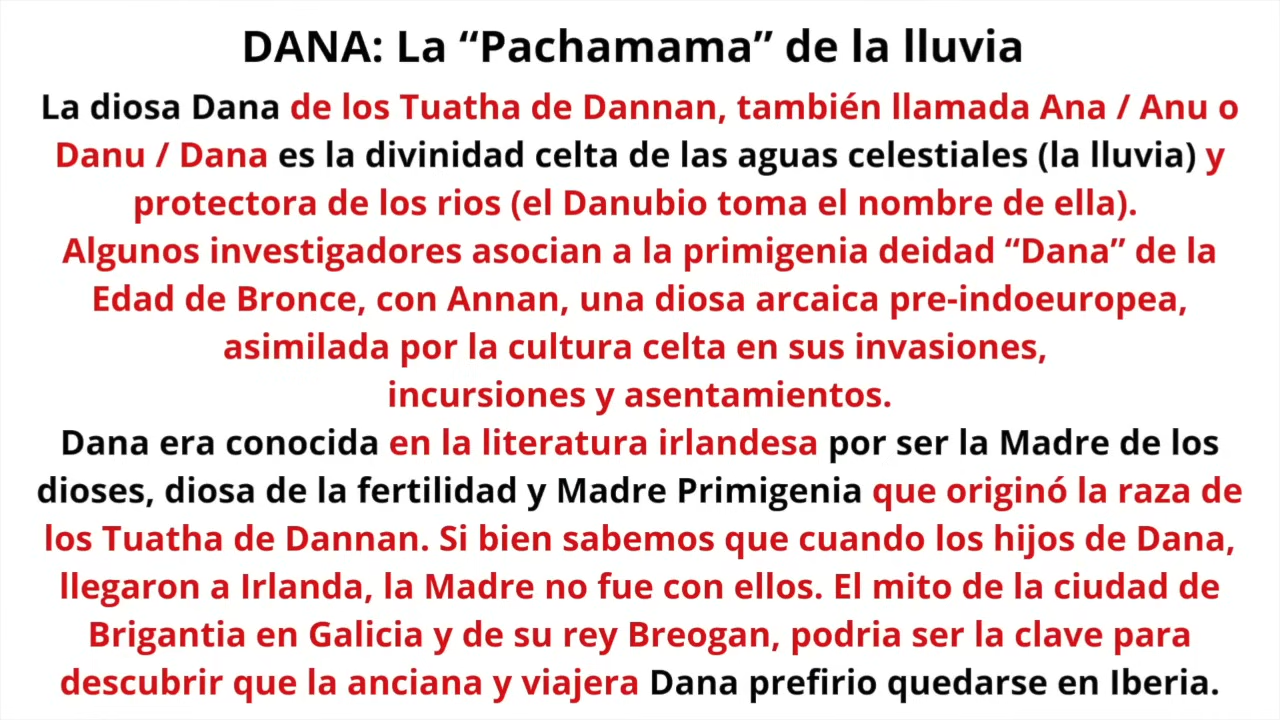 DANA: La “Pachamama” de la lluvia
La diosa Dana de los Tuatha de Dannan, también llamada Ana / Anu o
Danu / Dana es la divinidad celta de las aguas celestiales (la lluvia) y
protectora de los rios (el Danubio toma el nombre de ella).
Algunos investigadores asocian a la primigenia deidad “Dana” de la
Edad de Bronce, con Annan, una diosa arcaica pre-indoeuropea,
asimilada por la cultura celta en sus invasiones,
incursiones y asentamientos.
Dana era conocida en la literatura irlandesa por ser la Madre de los
dioses, diosa de la fertilidad y Madre Primigenia que originó la raza de
los Tuatha de Dannan. Si bien sabemos que cuando los hijos de Dana,
llegaron a Irlanda, la Madre no fue con ellos. El mito de la ciudad de
Brigantia en Galicia y de su rey Breogan, podria ser la clave para
descubrir que la anciana y viajera Dana prefirio quedarse en Iberia.